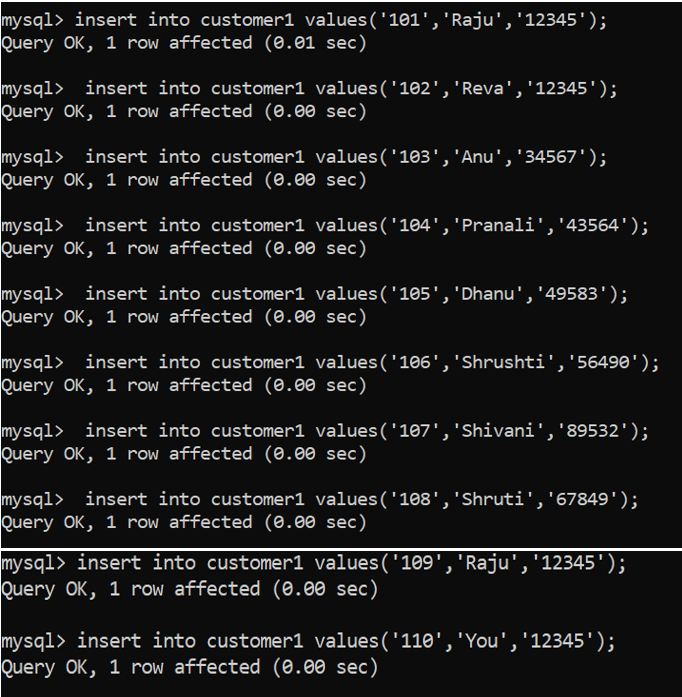 mysql> insert into customer1 values('101','Raju','12345');
Query OK, 1 row affected (0.01 sec)
mysql>  insert into customer1 values('102','Reva','12345');
Query OK, 1 row affected (0.00 sec)
mysql>  insert into customer1 values('103','Anu','34567');
Query OK, 1 row affected (0.00 sec)
mysql>  insert into customer1 values('104','Pranali','43564');
Query OK, 1 row affected (0.00 sec)
mysql>  insert into customer1 values('105','Dhanu','49583');
Query OK, 1 row affected (0.00 sec)
mysql>  insert into customer1 values('106','Shrushti','56490');
Query OK, 1 row affected (0.00 sec)
mysql>  insert into customer1 values('107','Shivani','89532');
Query OK, 1 row affected (0.00 sec)
mysql>  insert into customer1 values('108','Shruti','67849');
Query OK, 1 row affected (0.00 sec)
mysql> insert into customer1 values('109','Raju','12345');
Query OK, 1 row affected (0.00 sec)
mysql> insert into customer1 values('110','You','12345');
Query OK, 1 row affected (0.00 sec)